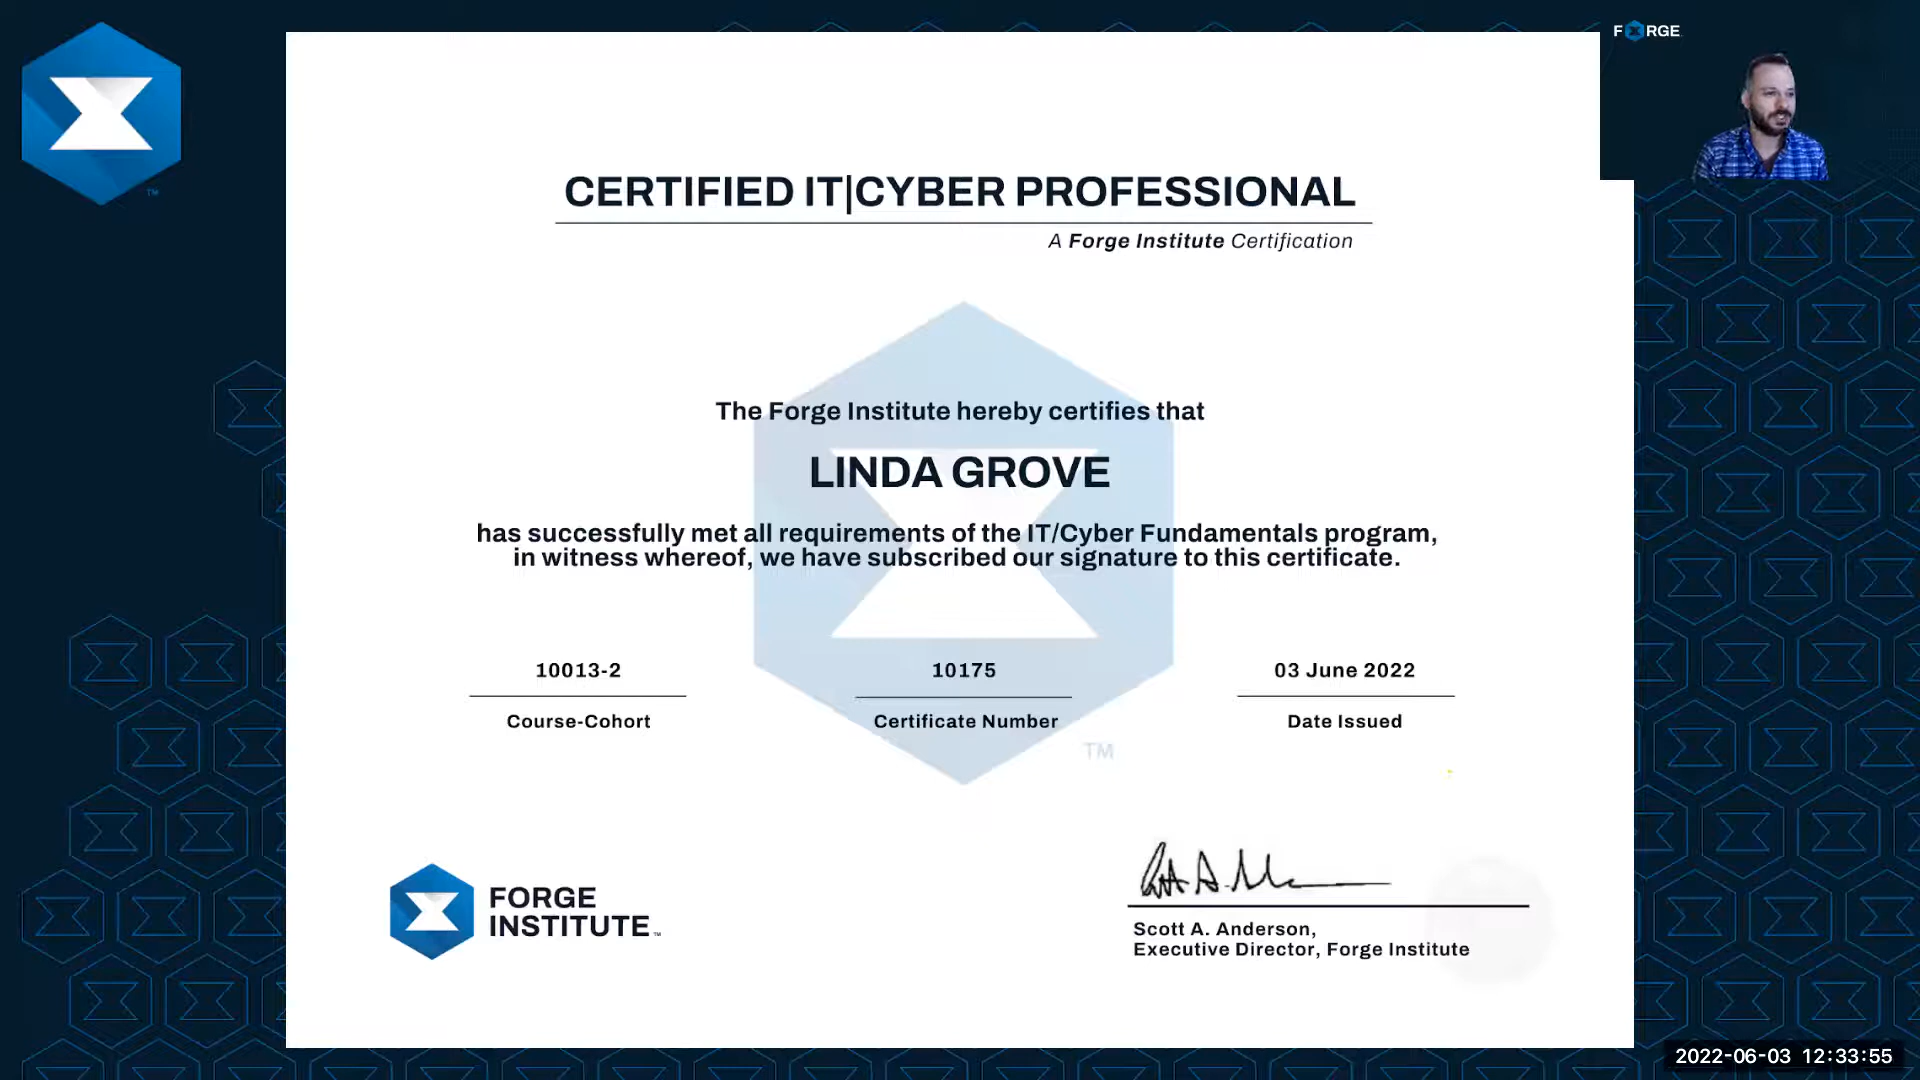 F RGE
CERTIFIED IT|CYBER PROFESSIONAL
A Forge Institute Certification
The Forge Institute hereby certifies that
LINDA GROVE
has successfully met all requirements of the IT/Cyber Fundamentals program,
in witness whereof, we have subscribed our signature to this certificate.
10013-2
Course-Cohort
10175
Certificate Number
03 June 2022
Date Issued
TM
FORGE
INSTITUTE™
Scott A. Anderson,
Executive Director, Forge Institute
TM
2022-06-03 12:33:55